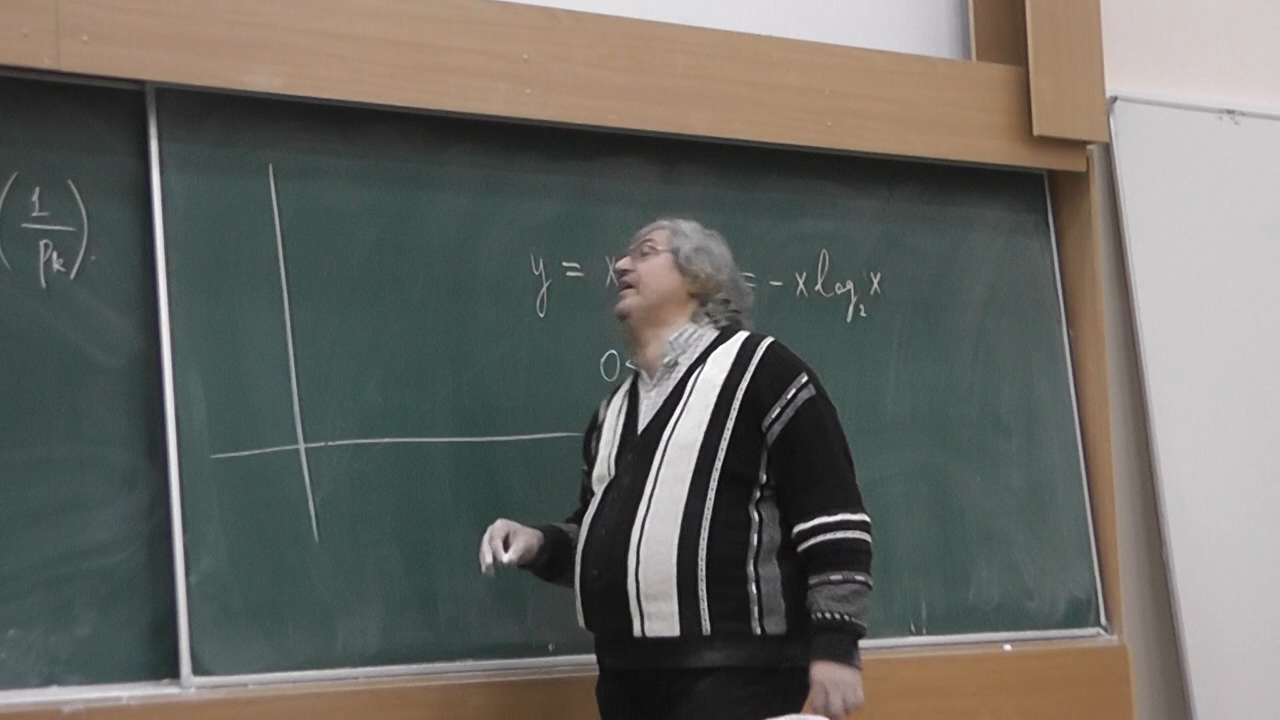 (1/pₖ).
y = x = -x log₂ x
0